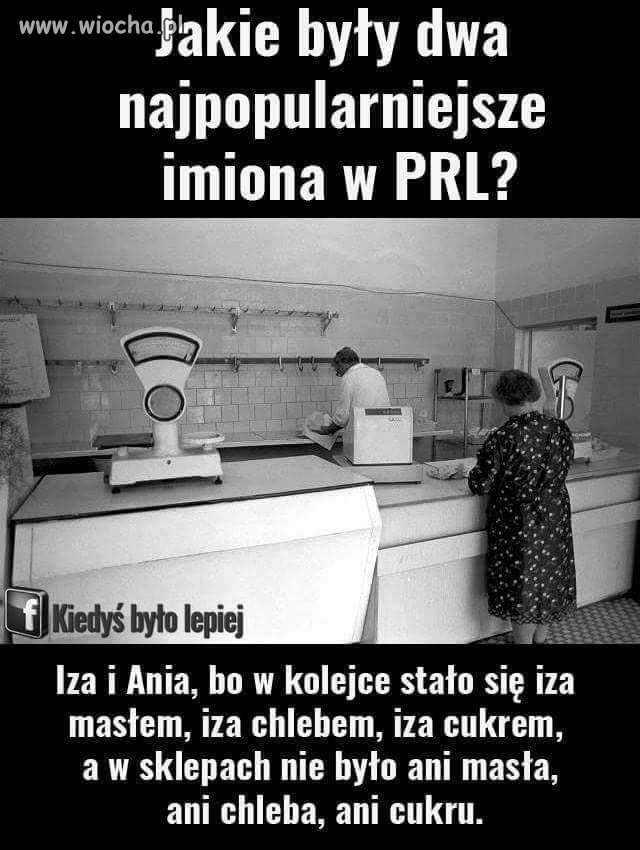 www.wiocha.pl
Jakie były dwa
najpopularniejsze
imiona w PRL?
f Kiedyś było lepiej
Iza i Ania, bo w kolejce stało się iza
masłem, iza chlebem, iza cukrem,
a w sklepach nie było ani masła,
ani chleba, ani cukru.